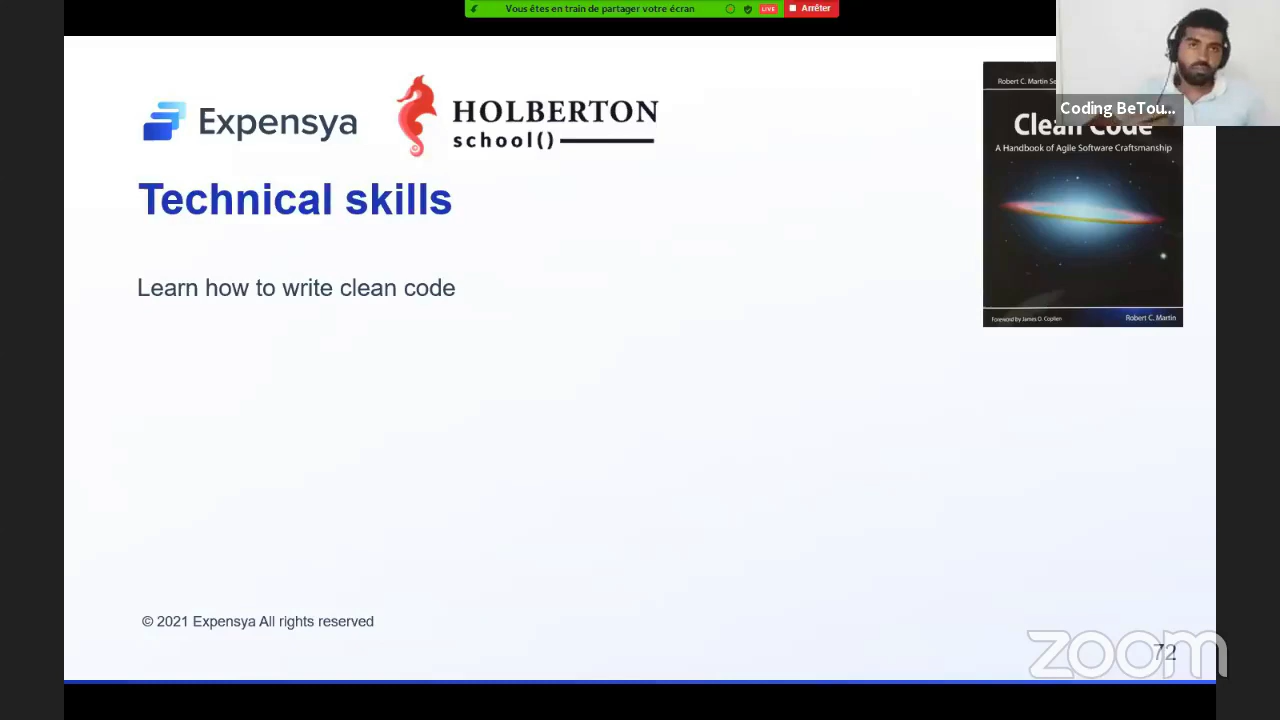 Vous êtes en train de partager votre écran
LIVE
Arrêter
Expensya
HOLBERTON
school()
Technical skills
Learn how to write clean code
Robert C. Martin Se
Clean Code
A Handbook of Agile Software Craftsmanship
Foreword by James O. Coplien
Robert C. Martin
Coding BeTou...
© 2021 Expensya All rights reserved
zoom
72